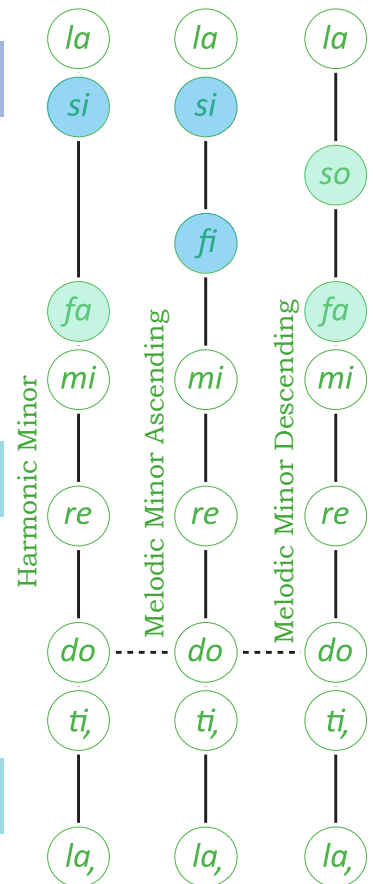 la la la
si si
so
fi
fa fa
mi mi mi
re re re
do do do
ti, ti, ti,
la, la, la,
Harmonic Minor
Melodic Minor Ascending
Melodic Minor Descending